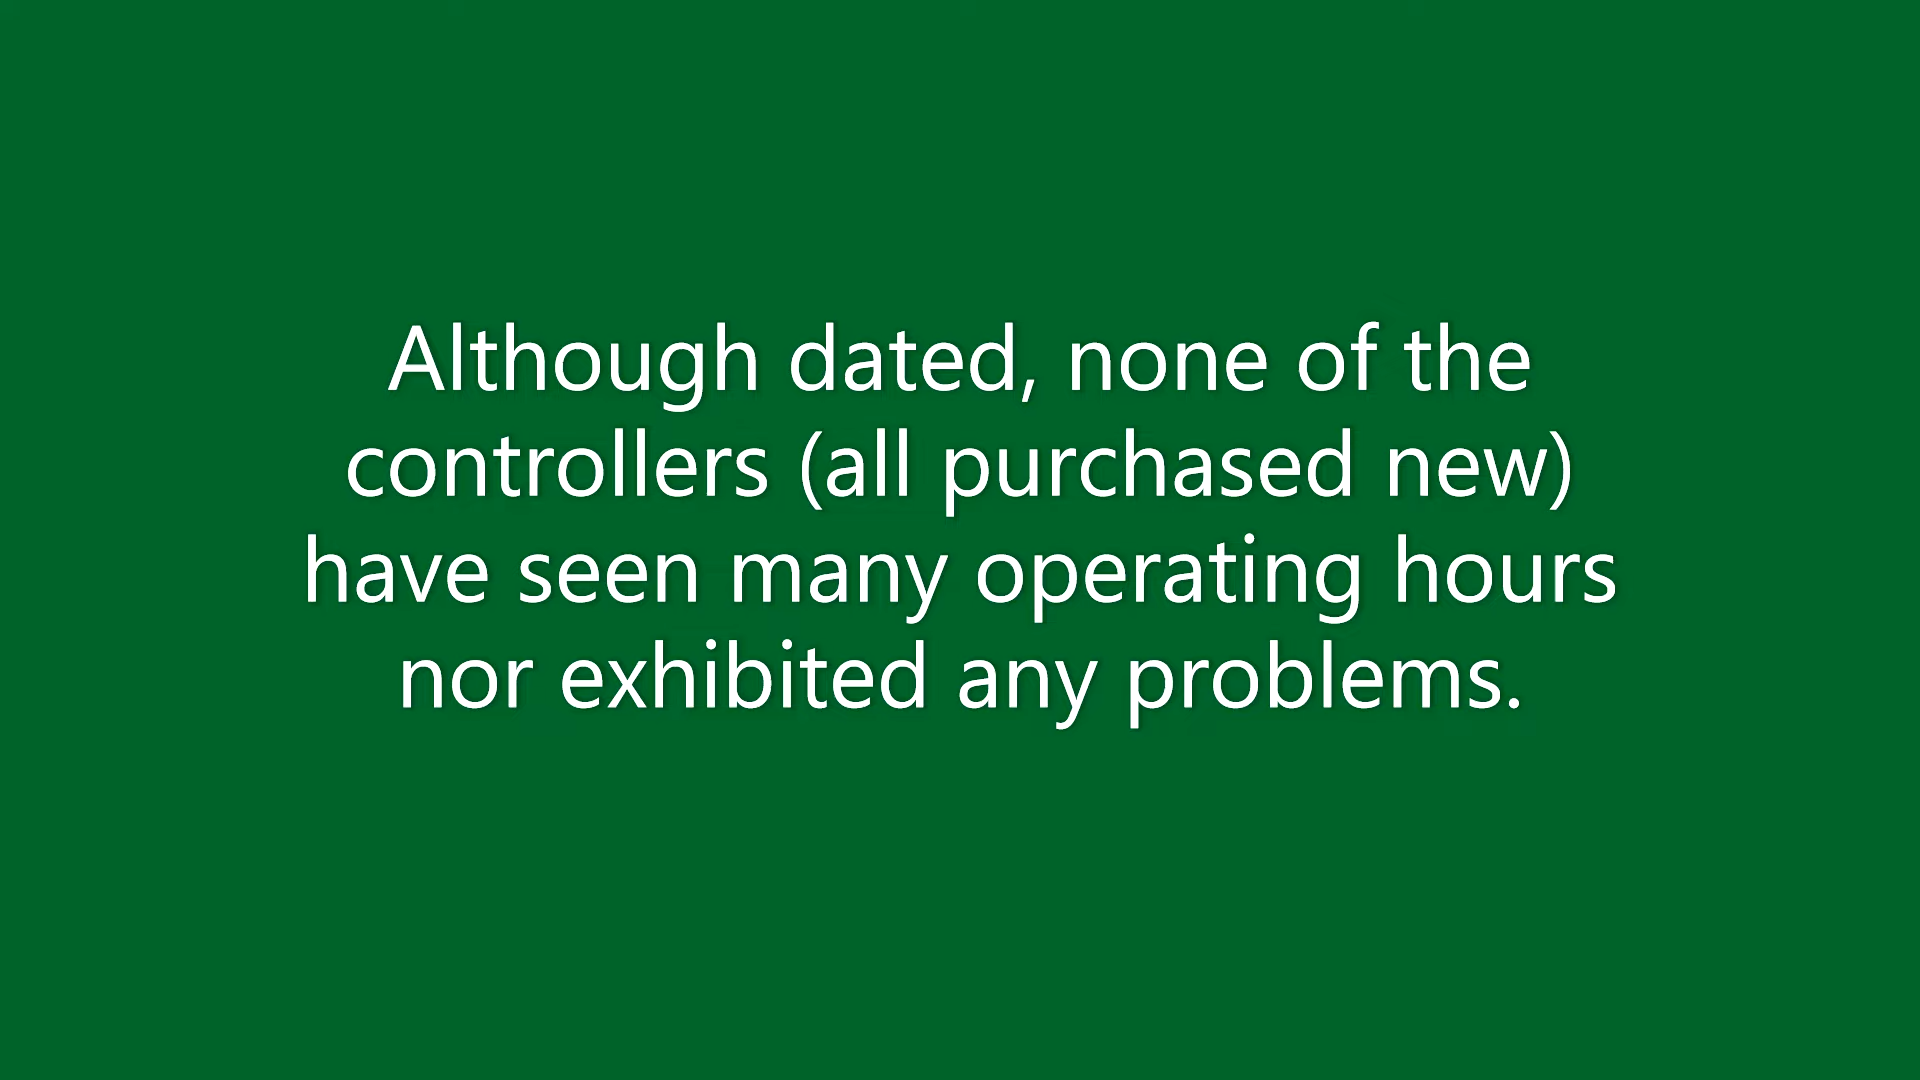 Although dated, none of the
controllers (all purchased new)
have seen many operating hours
nor exhibited any problems.